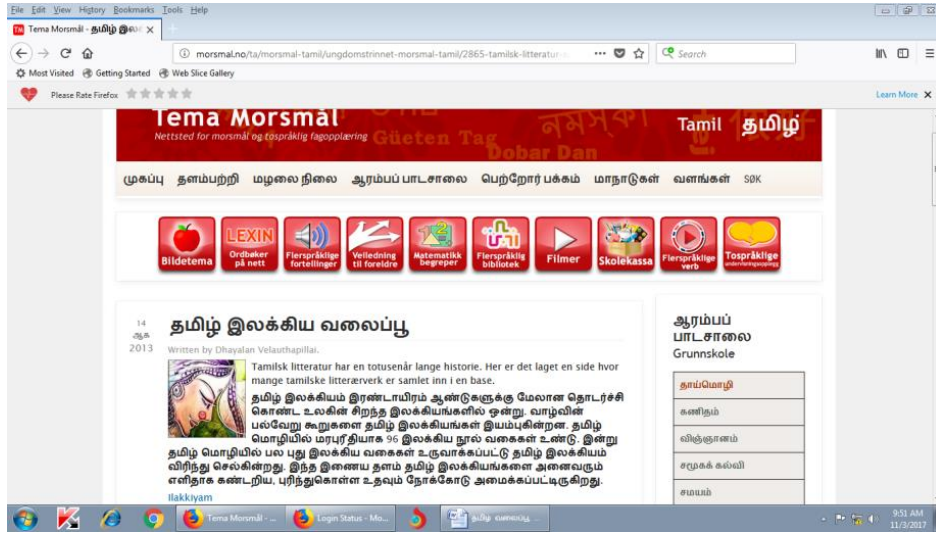 File Edit View History Bookmarks Tools Help
Tema Morsmål -
morsmal.no/ta/morsmal-tamil/ungdomstrinnet-morsmal-tamil/2865-tamilsk-litteratur-
Search
Most Visited Getting Started Web Slice Gallery
Please Rate Firefox
Learn More
Tema Morsmål
Nettsted for morsmål og tospråklig fagopplæring
Güeten Tag
Dobar Dan
Tamil தமிழ்
முகப்பு தளம்பற்றி மழலை நிலை ஆரம்பப் பாடசாலை பெற்றோர் பக்கம் மாநாடுகள் வளங்கள் SØK
Bildetema
LEXIN Ordbøker på nett
Flerspråklige fortellinger
Veiledning til foreldre
Matematikk begreper
Flerspråklig bibliotek
Filmer
Skolekassa
Flerspråklige verb
Tospråklige
14
ஆக
2013
தமிழ் இலக்கிய வலைப்பூ
Written by Dhayalan Velauthapillai.
Tamilsk litteratur har en totusenår lange historie. Her er det laget en side hvor
mange tamilske litterærverk er samlet inn i en base.
தமிழ் இலக்கியம் இரண்டாயிரம் ஆண்டுகளுக்கு மேலான தொடர்ச்சி
கொண்ட உலகின் சிறந்த இலக்கியங்களில் ஒன்று. வாழ்வின்
பல்வேறு கூறுகளை தமிழ் இலக்கியங்கள் இயம்புகின்றன. தமிழ்
மொழியில் மரபுரீதியாக 96 இலக்கிய நூல் வகைகள் உண்டு. இன்று
தமிழ் மொழியில் பல புது இலக்கிய வகைகள் உருவாக்கப்பட்டு தமிழ் இலக்கியம்
விரிந்து செல்கின்றது. இந்த இணைய தளம் தமிழ் இலக்கியங்களை அனைவரும்
எளிதாக கண்டறிய, புரிந்துகொள்ள உதவும் நோக்கோடு அமைக்கப்பட்டிருகிறது.
Ilakkiyam
ஆரம்பப்
பாடசாலை
Grunnskole
தாய்மொழி
கணிதம்
விஞ்ஞானம்
சமூகக் கல்வி
சமயம்
Tema Morsmål - ...
Login Status - Mo...
தமிழ் வலைப்பூ ...
9:51 AM
11/3/2017